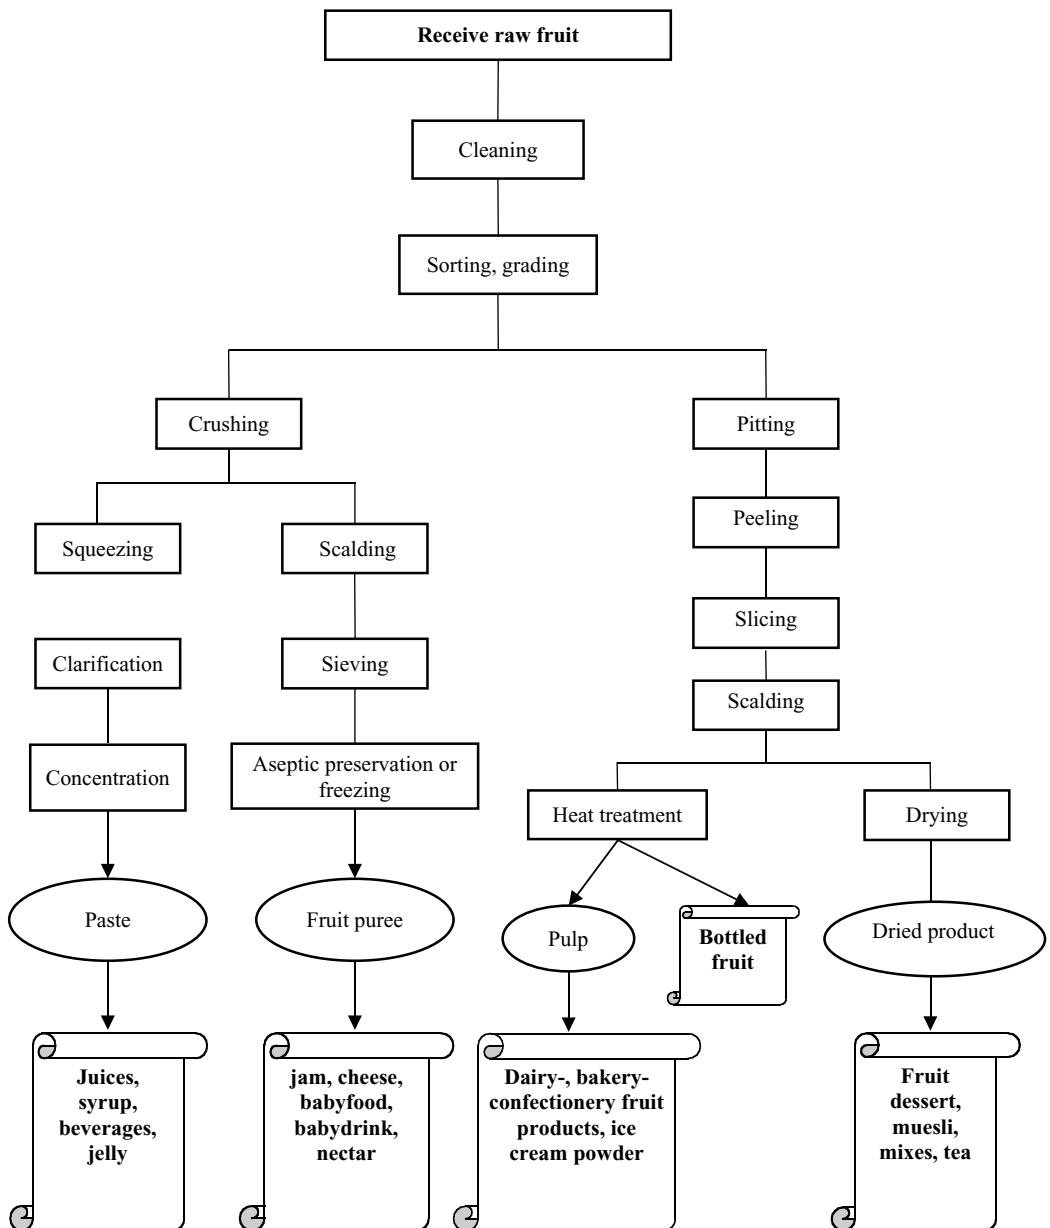 Receive raw fruit
Cleaning
Sorting, grading
Crushing
Pitting
Squeezing
Scalding
Peeling
Clarification
Sieving
Slicing
Scalding
Concentration
Aseptic preservation or
freezing
Heat treatment
Drying
Paste
Fruit puree
Pulp
Bottled
fruit
Dried product
Juices,
syrup,
beverages,
jelly
jam, cheese,
babyfood,
babydrink,
nectar
Dairy-, bakery-
confectionery fruit
products, ice
cream powder
Fruit
dessert,
muesli,
mixes, tea